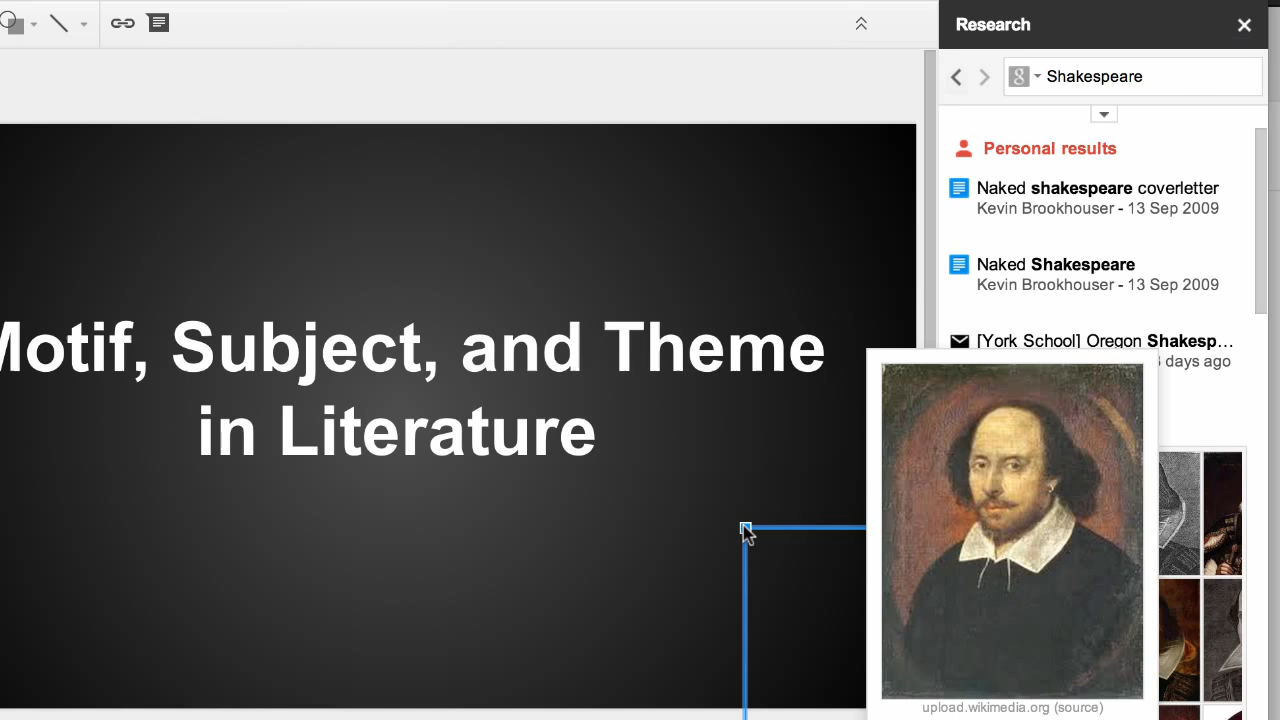 Research
Shakespeare
Personal results
Naked shakespeare coverletter
Kevin Brookhouser - 13 Sep 2009
Naked Shakespeare
Kevin Brookhouser - 13 Sep 2009
[York School] Oregon Shakesp...
days ago
Motif, Subject, and Theme
in Literature
upload.wikimedia.org (source)